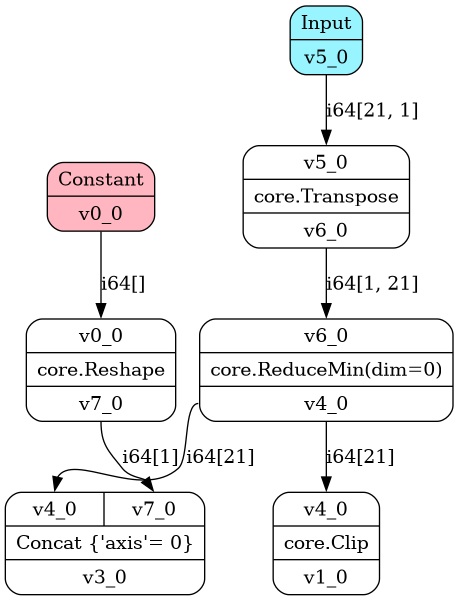 Input
v5_0
i64[21, 1]
v5_0
core.Transpose
v6_0
Constant
v0_0
i64[]
i64[1, 21]
v0_0
core.Reshape
v7_0
v6_0
core.ReduceMin(dim=0)
v4_0
i64[1]
i64[21]
i64[21]
v4_0
v7_0
Concat {'axis'= 0}
v3_0
v4_0
core.Clip
v1_0